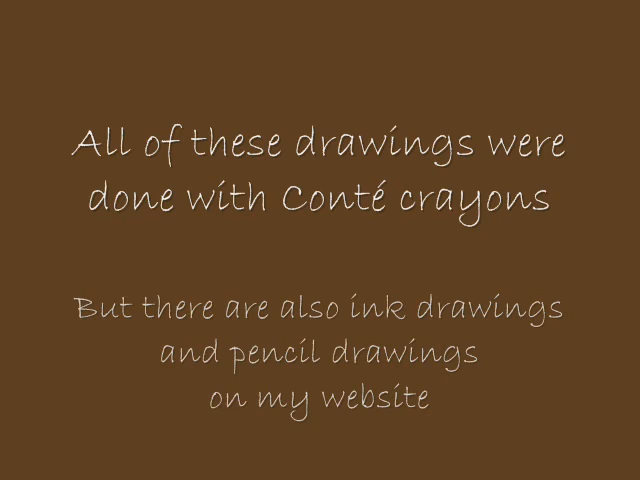 All of these drawings were
done with Conté crayons
But there are also ink drawings
and pencil drawings
on my website